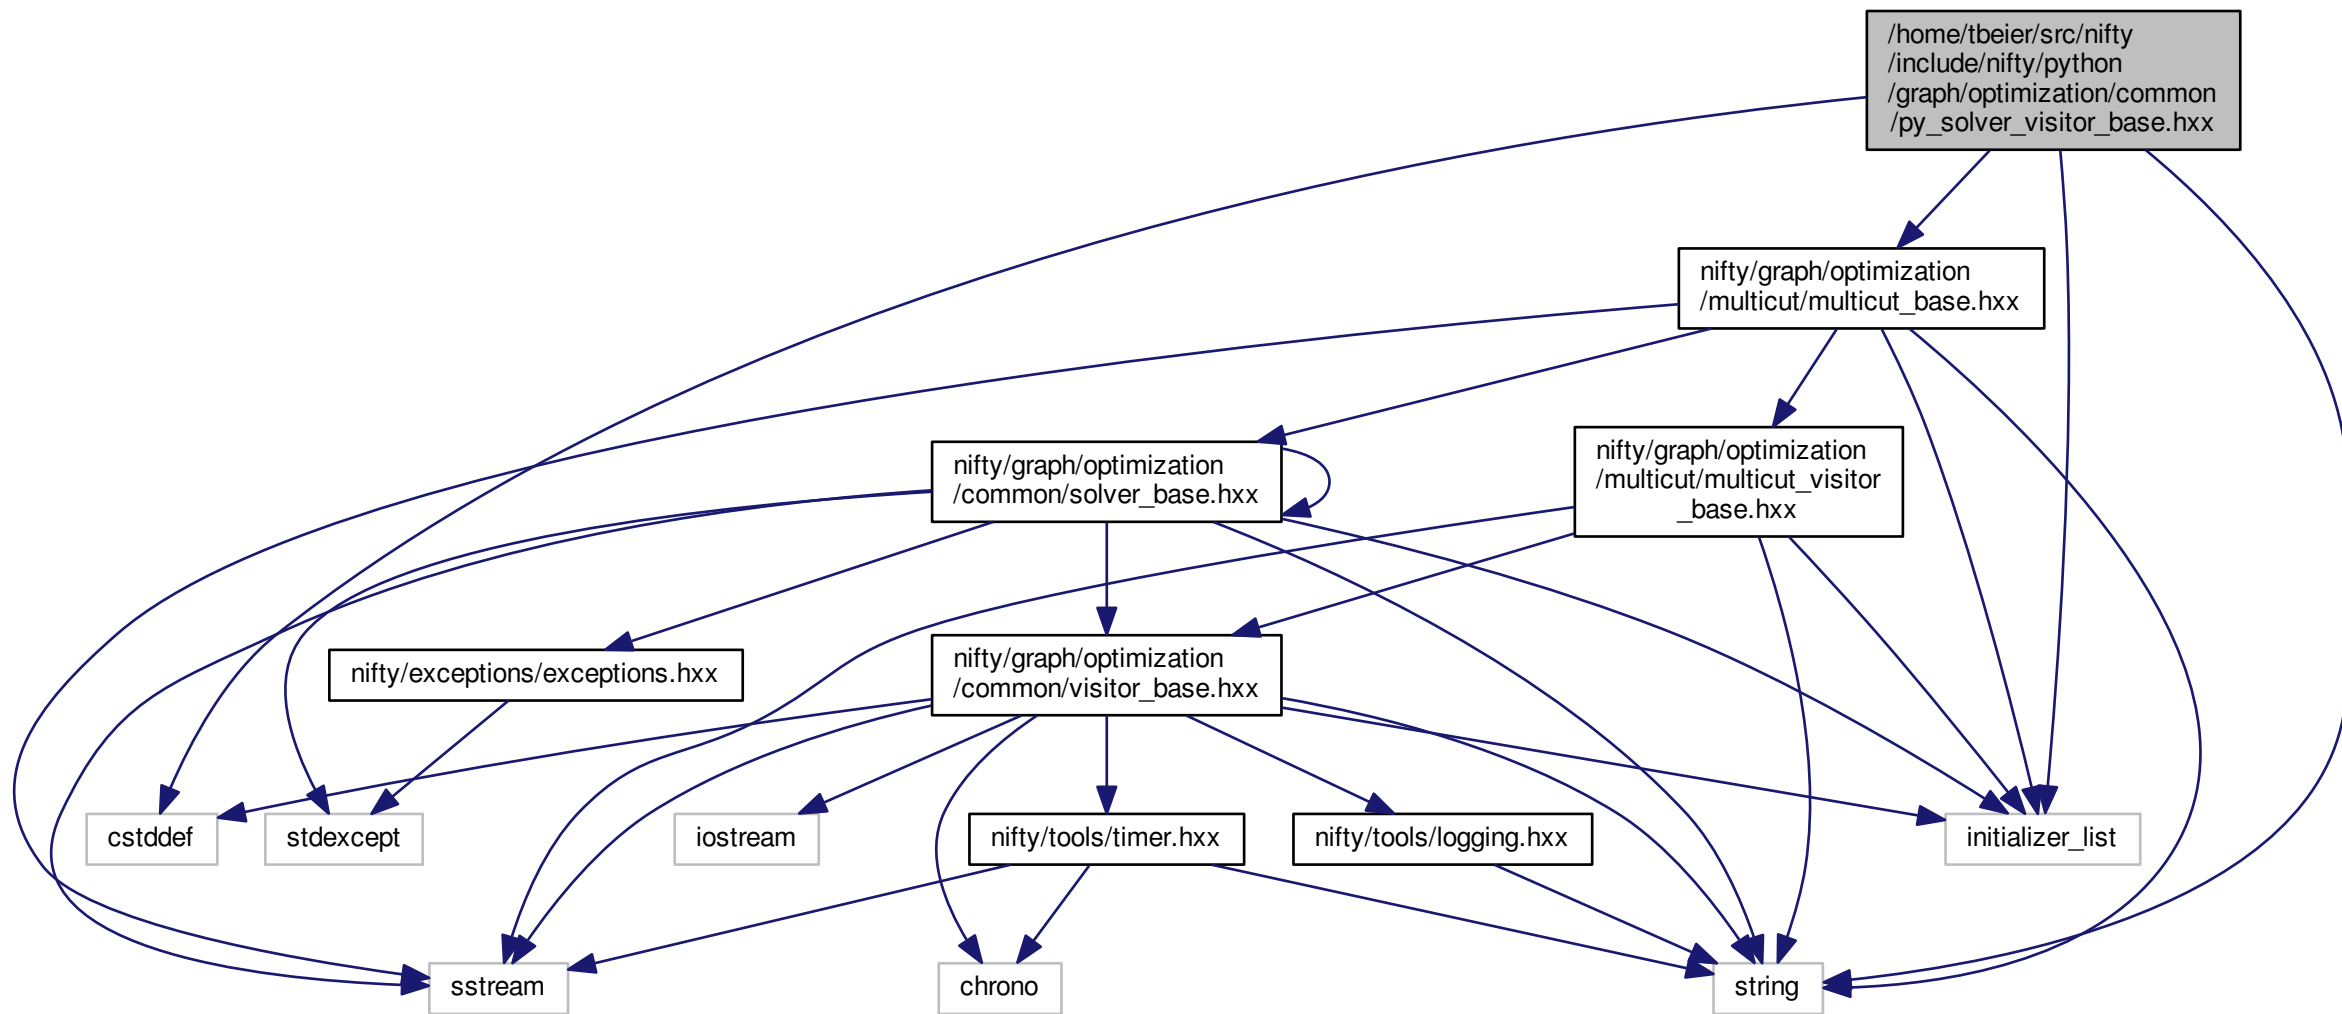 /home/tbeier/src/nifty
/include/nifty/python
/graph/optimization/common
/py_solver_visitor_base.hxx
nifty/graph/optimization
/multicut/multicut_base.hxx
nifty/graph/optimization
/common/solver_base.hxx
nifty/graph/optimization
/multicut/multicut_visitor
_base.hxx
nifty/exceptions/exceptions.hxx
nifty/graph/optimization
/common/visitor_base.hxx
cstddef
stdexcept
iostream
nifty/tools/timer.hxx
nifty/tools/logging.hxx
initializer_list
sstream
chrono
string